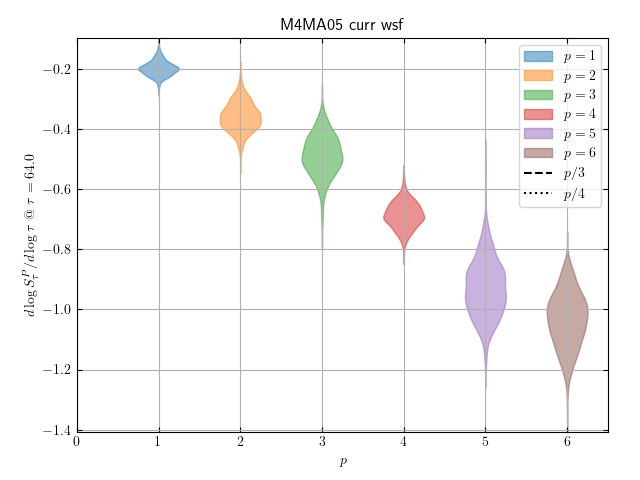 M4MA05 curr wsf
d log S_τ^P / d log τ @ τ = 64.0
−0.2
−0.4
−0.6
−0.8
−1.0
−1.2
−1.4
0 1 2 3 4 5 6
p
p = 1
p = 2
p = 3
p = 4
p = 5
p = 6
p/3
p/4